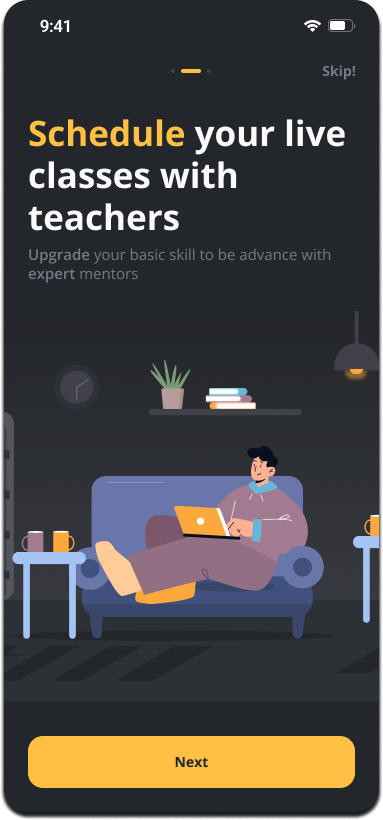 9:41
Skip!
Schedule your live
classes with
teachers
Upgrade your basic skill to be advance with
expert mentors
Next